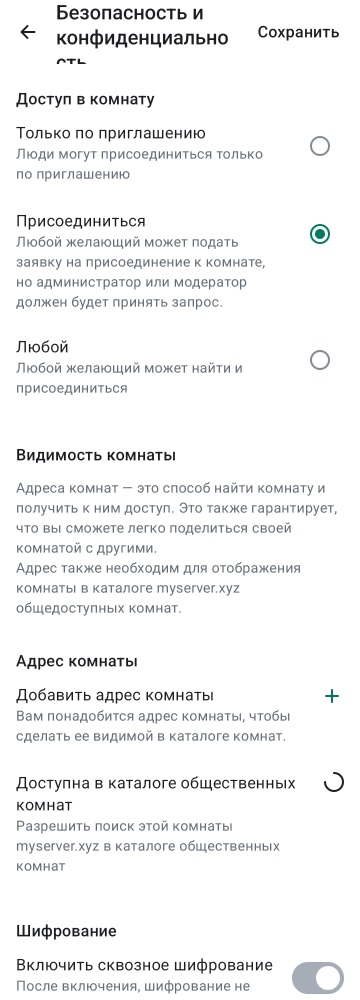 Безопасность и
конфиденциально
сть
Сохранить
Доступ в комнату
Только по приглашению
Люди могут присоединиться только
по приглашению
Присоединиться
Любой желающий может подать
заявку на присоединение к комнате,
но администратор или модератор
должен будет принять запрос.
Любой
Любой желающий может найти и
присоединиться
Видимость комнаты
Адреса комнат — это способ найти комнату и
получить к ним доступ. Это также гарантирует,
что вы сможете легко поделиться своей
комнатой с другими.
Адрес также необходим для отображения
комнаты в каталоге myserver.xyz
общедоступных комнат.
Адрес комнаты
Добавить адрес комнаты
Вам понадобится адрес комнаты, чтобы
сделать ее видимой в каталоге комнат.
Доступна в каталоге общественных
комнат
Разрешить поиск этой комнаты
myserver.xyz в каталоге общественных
комнат
Шифрование
Включить сквозное шифрование
После включения, шифрование не